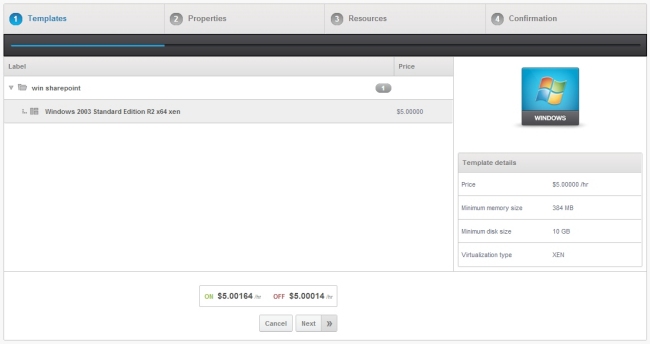 1 Templates 2 Properties 3 Resources 4 Confirmation
Label Price
win sharepoint 1
Windows 2003 Standard Edition R2 x64 xen $5.00000
WINDOWS
Template details
Price $5.00000 /hr
Minimum memory size 384 MB
Minimum disk size 10 GB
Virtualization type XEN
ON $5.00164 /hr OFF $5.00014 /hr
Cancel Next »